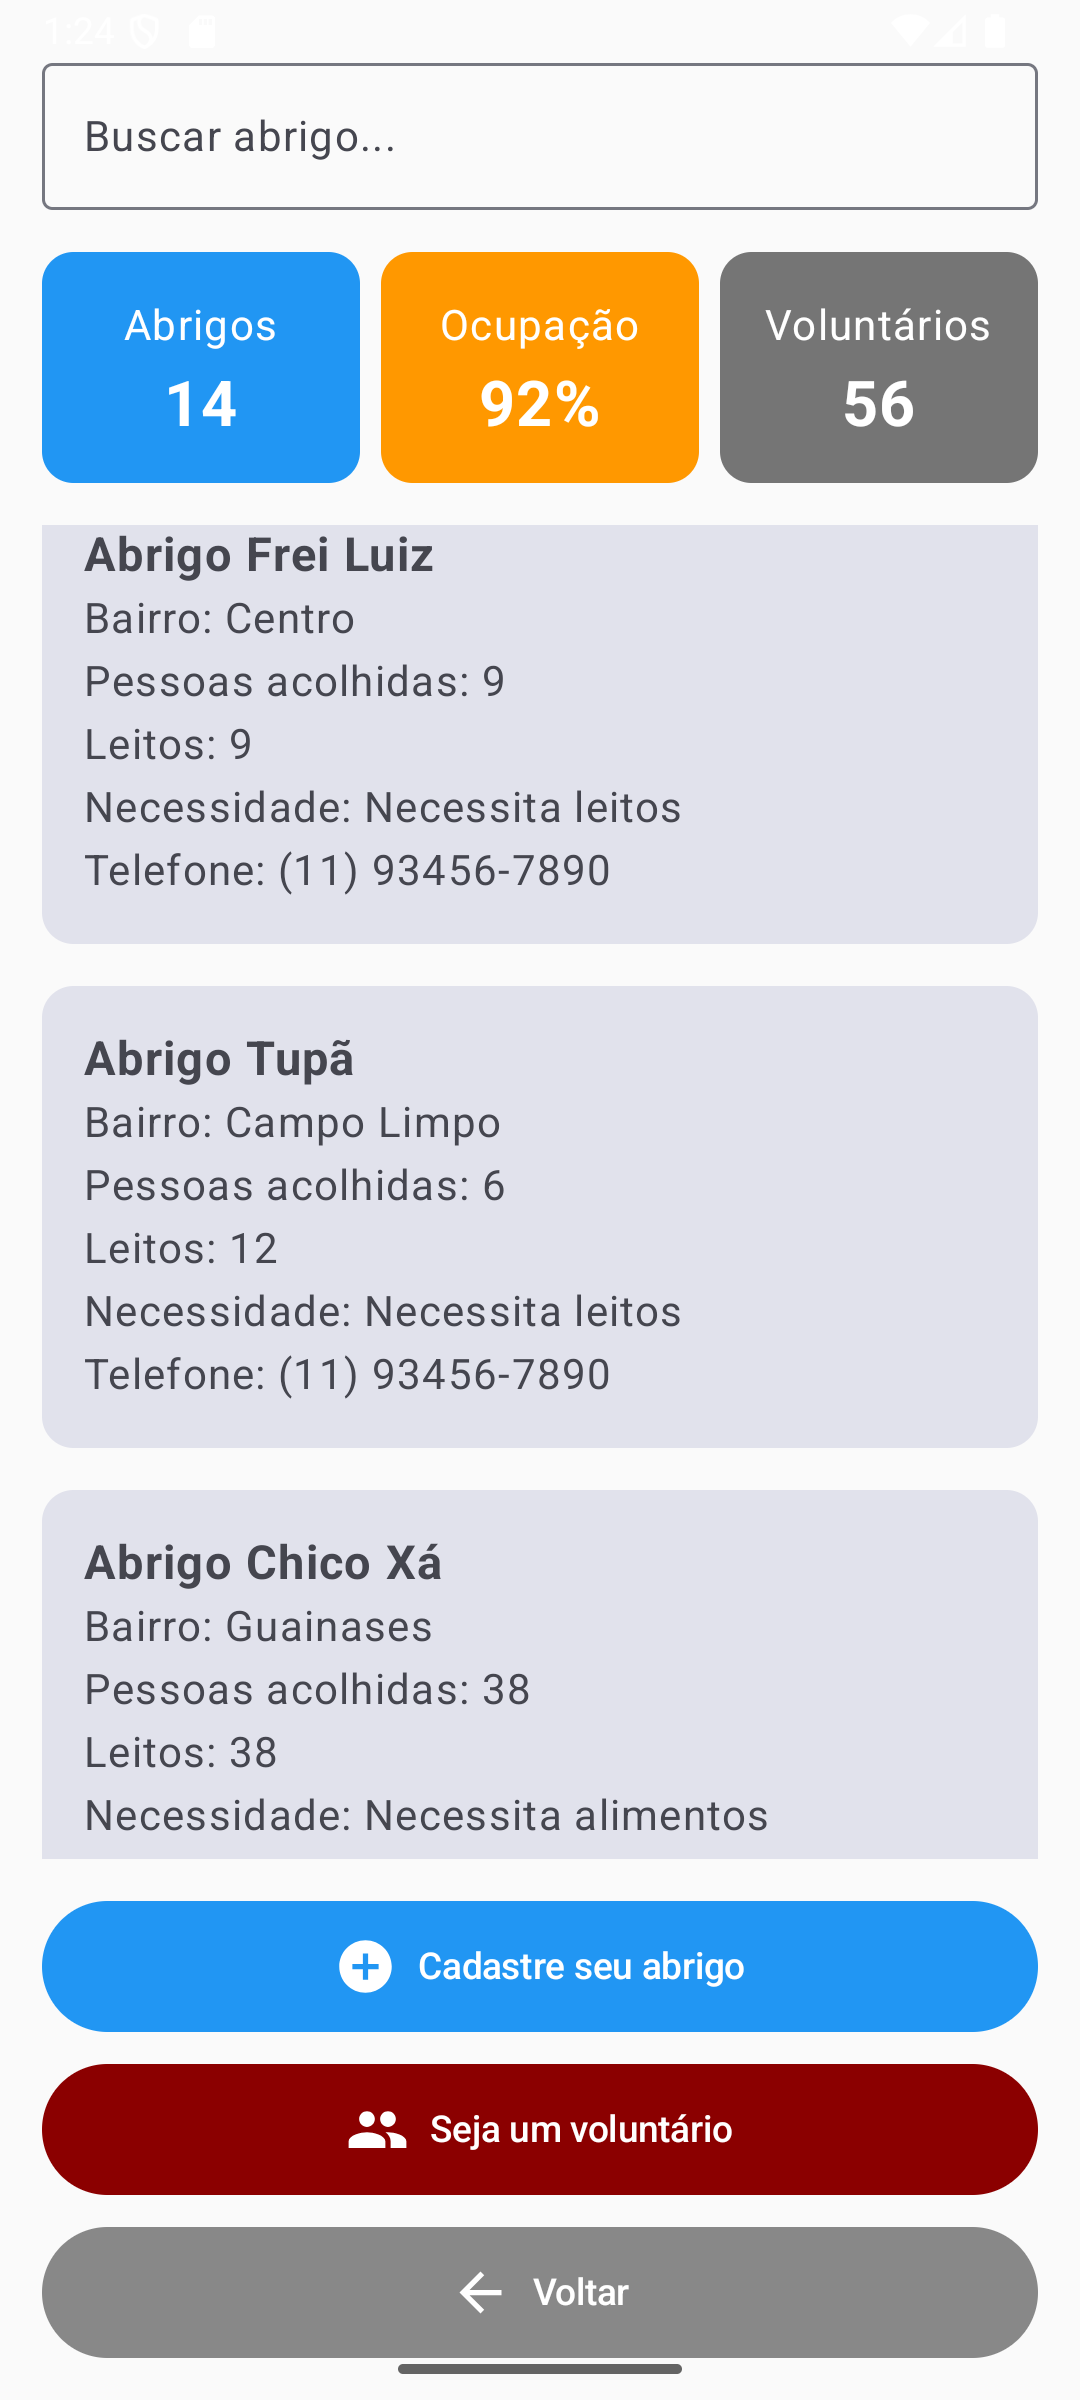 1:24
Buscar abrigo...
Abrigos
14
Ocupação
92%
Voluntários
56
Abrigo Frei Luiz
Bairro: Centro
Pessoas acolhidas: 9
Leitos: 9
Necessidade: Necessita leitos
Telefone: (11) 93456-7890
Abrigo Tupã
Bairro: Campo Limpo
Pessoas acolhidas: 6
Leitos: 12
Necessidade: Necessita leitos
Telefone: (11) 93456-7890
Abrigo Chico Xá
Bairro: Guainases
Pessoas acolhidas: 38
Leitos: 38
Necessidade: Necessita alimentos
Cadastre seu abrigo
Seja um voluntário
Voltar